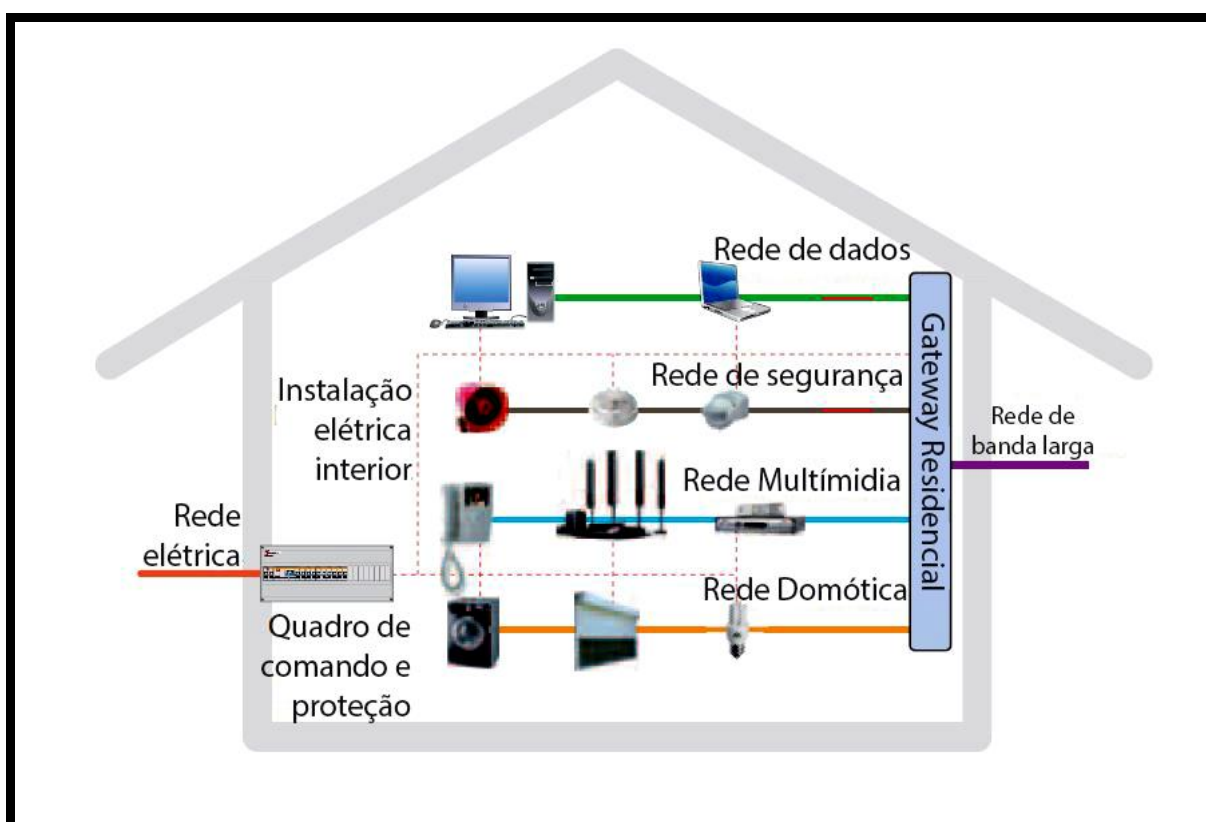 Rede de dados
Instalação
elétrica
interior
Rede de segurança
Gateway Residencial
Rede de
banda larga
Rede Multímidia
Rede
elétrica
Rede Domótica
Quadro de
comando e
proteção